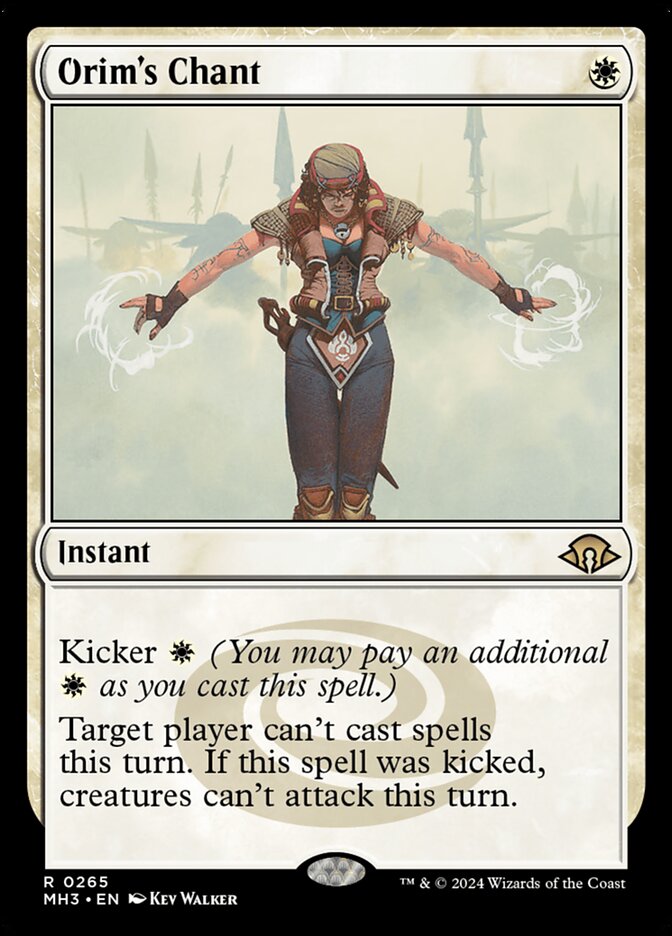 Orim's Chant
Instant
Kicker (You may pay an additional
as you cast this spell.)
Target player can't cast spells
this turn. If this spell was kicked,
creatures can't attack this turn.
R 0265
MH3 • EN Kev Walker
™ & © 2024 Wizards of the Coast